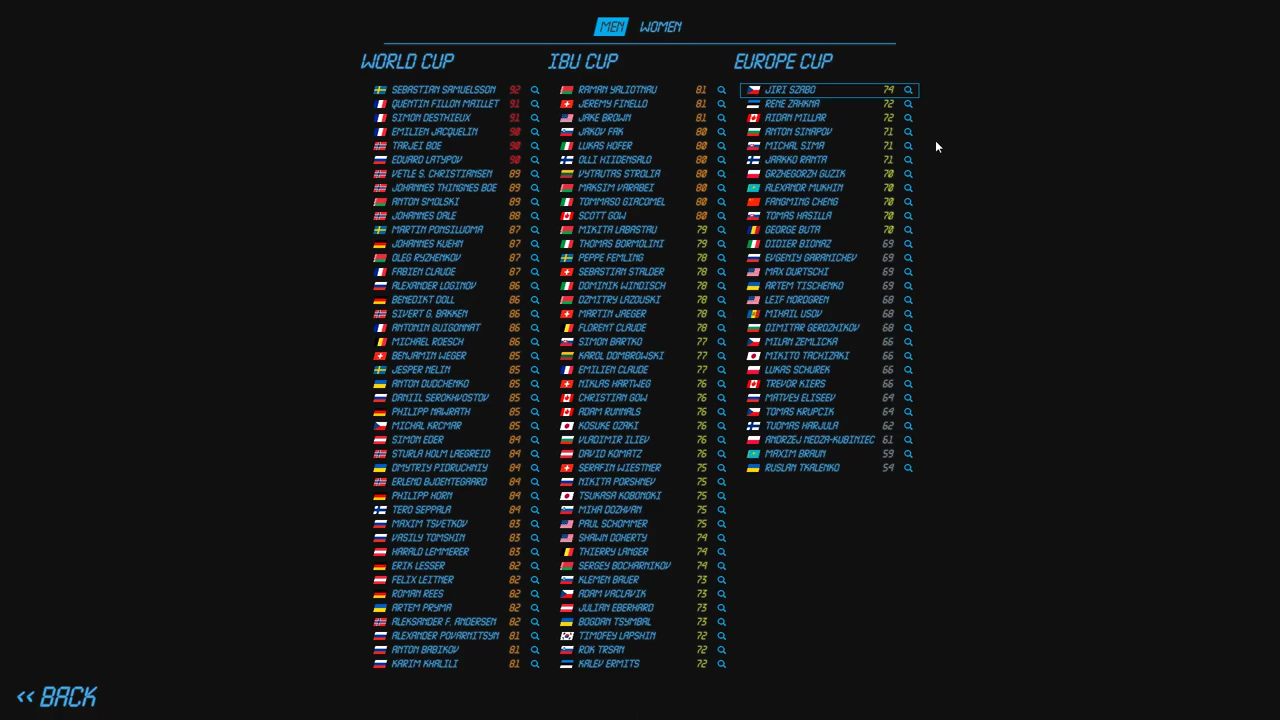 MEN WOMEN
WORLD CUP
SEBASTIAN SAMUELSSON 92
QUENTIN FILLON MAILLET 91
SIMON DESTHIEUX 91
EMILIEN JACQUELIN 90
TARJEI BOE 90
EDUARD LATYPOV 90
VETLE S. CHRISTIANSEN 89
JOHANNES THINGNES BOE 89
ANTON SMOLSKI 89
JOHANNES DALE 88
MARTIN PONSILUOMA 87
JOHANNES KUEHN 87
OLEG RYZHENKOV 87
FABIEN CLAUDE 87
ALEXANDER LOGINOV 86
BENEDIKT DOLL 86
SIVERT G. BAKKEN 86
ANTONIN GUIGONNAT 86
MICHAEL ROESCH 86
BENJAMIN WEGER 85
JESPER NELIN 85
ANTON DUDCHENKO 85
DANIIL SEROKHVOSTOV 85
PHILIPP NAWRATH 85
MICHAL KRCMAR 85
SIMON EDER 84
STURLA HOLM LAEGREID 84
DMYTRIY PIDRUCHNIY 84
ERLEND BJOENTEGAARD 84
PHILIPP HORN 84
TERO SEPPALA 84
MAXIM TSVETKOV 83
VASILY TOMSHIN 83
HARALD LEMMERER 83
ERIK LESSER 82
FELIX LEITNER 82
ROMAN REES 82
ARTEM PRYMA 82
ALEKSANDER F. ANDERSEN 82
ALEXANDER POVARNITSYN 81
ANTON BABIKOV 81
KARIM KHALILI 81
IBU CUP
RAMAN YALIOTNAU 81
JEREMY FINELLO 81
JAKE BROWN 81
JAKOV FAK 80
LUKAS HOFER 80
OLLI HIIDENSALO 80
VYTAUTAS STROLIA 80
MAKSIM VARABEI 80
TOMMASO GIACOMEL 80
SCOTT GOW 80
MIKITA LABASTAU 79
THOMAS BORMOLINI 79
PEPPE FEMLING 78
SEBASTIAN STALDER 78
DOMINIK WINDISCH 78
DZMITRY LAZOUSKI 78
MARTIN JAEGER 78
FLORENT CLAUDE 78
SIMON BARTKO 77
KAROL DOMBROWSKI 77
EMILIEN CLAUDE 77
NIKLAS HARTWEG 76
CHRISTIAN GOW 76
ADAM RUNNALS 76
KOSUKE OZAKI 76
VLADIMIR ILIEV 76
DAVID KOMATZ 76
SERAFIN WIESTNER 75
NIKITA PORSHNEV 75
TSUKASA KOBONOKI 75
MIHA DOZHVAN 75
PAUL SCHOMMER 75
SHAWN DOHERTY 74
THIERRY LANGER 74
SERGEY BOCHARNIKOV 74
KLEMEN BAUER 73
ADAM VACLAVIK 73
JULIAN EBERHARD 73
BOGDAN TSYMBAL 73
TIMOFEY LAPSHIN 72
ROK TRSAN 72
KALEV ERMITS 72
EUROPE CUP
JIRI SZABO 74
RENE ZAHKNA 72
AIDAN MILLAR 72
ANTON SINAPOV 71
MICHAL SIMA 71
JAAKKO RANTA 71
GRZHEGORZH GUZIK 70
ALEXANDR MUKHIN 70
FANGMING CHENG 70
TOMAS HASILLA 70
GEORGE BUTA 70
DIDIER BIONAZ 69
EVGENIY GARANICHEV 69
MAX DURTSCHI 69
ARTEM TISCHENKO 69
LEIF NORDGREN 68
MIHAIL USOV 68
DIMITAR GERDZHIKOV 68
MILAN ZEMLICKA 66
MIKITO TACHIZAKI 66
LUKAS SCHUREK 66
TREVOR KIERS 66
MATVEY ELISEEV 64
TOMAS KRUPCIK 64
TUOMAS HARJULA 62
ANDRZEJ NEDZA-KUBINIEC 61
MAXIM BRAUN 59
RUSLAN TKALENKO 54
<< BACK